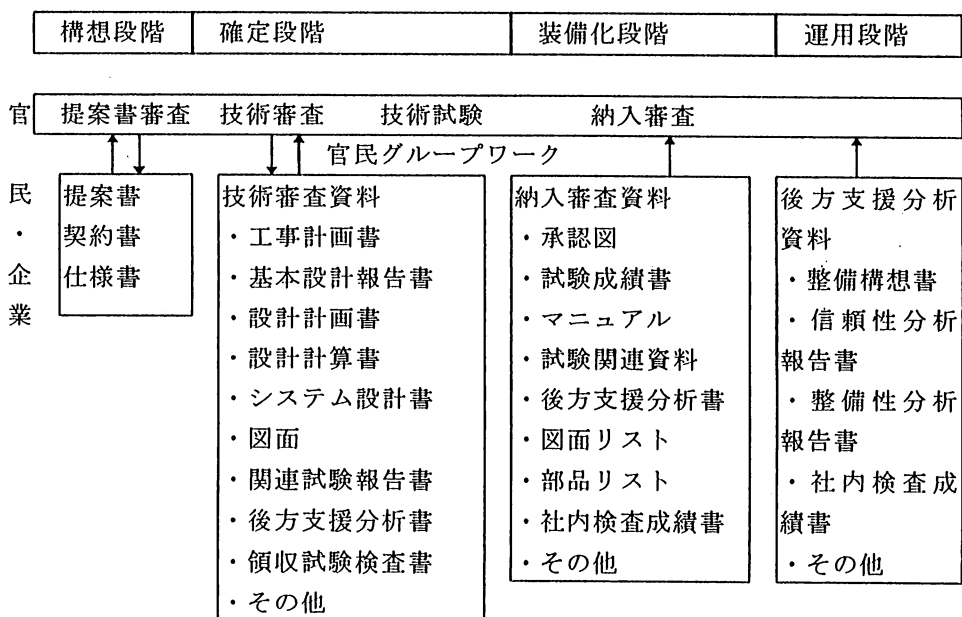 構想段階 確定段階 装備化段階 運用段階
官 提案書審査 技術審査 技術試験 納入審査
官民グループワーク
民・企業
提案書
契約書
仕様書
技術審査資料
・工事計画書
・基本設計報告書
・設計計画書
・設計計算書
・システム設計書
・図面
・関連試験報告書
・後方支援分析書
・領収試験検査書
・その他
納入審査資料
・承認図
・試験成績書
・マニュアル
・試験関連資料
・後方支援分析書
・図面リスト
・部品リスト
・社内検査成績書
・その他
後方支援分析
資料
・整備構想書
・信頼性分析
報告書
・整備性分析
報告書
・社内検査成
績書
・その他